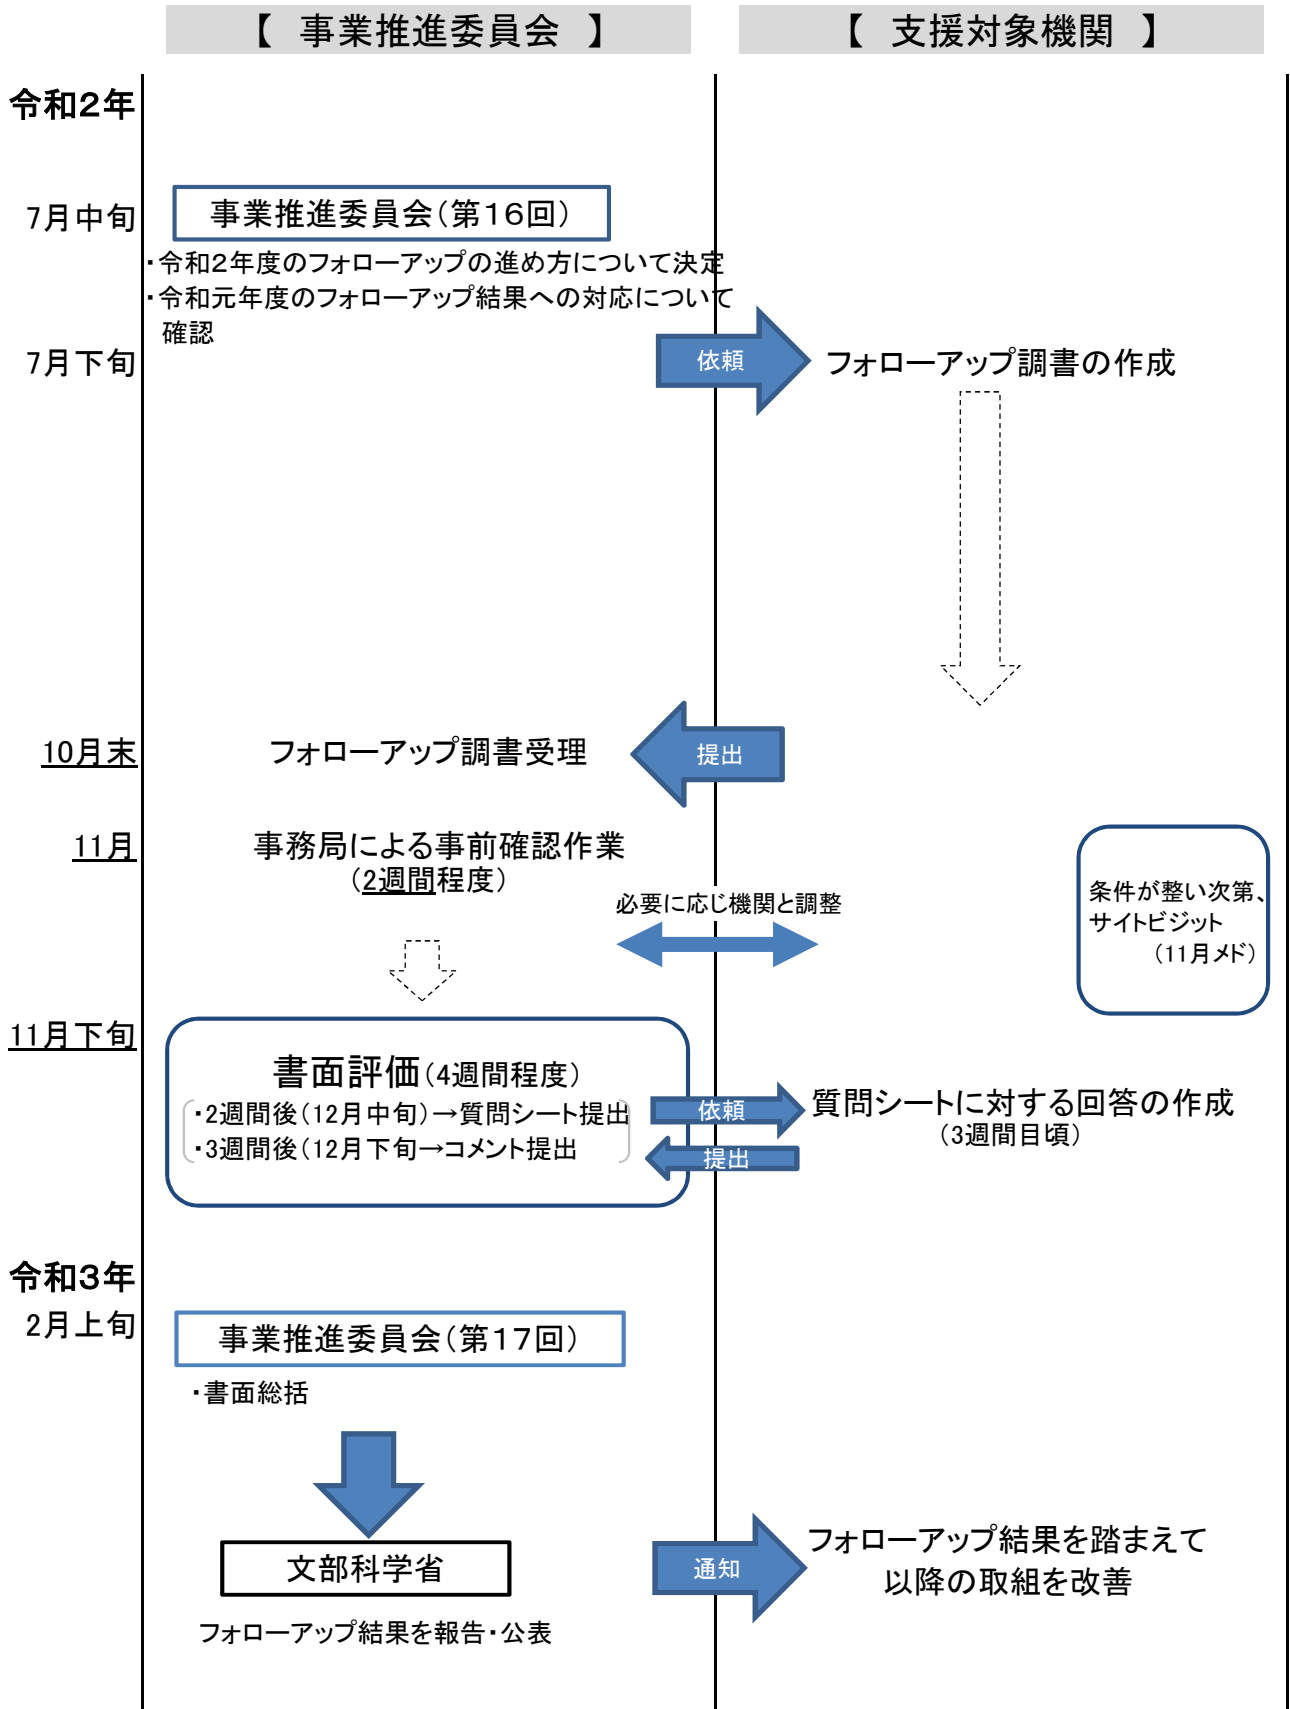 【 事業推進委員会 】
【 支援対象機関 】
令和2年
7月中旬
事業推進委員会(第16回)
・令和2年度のフォローアップの進め方について決定
・令和元年度のフォローアップ結果への対応について
確認
7月下旬
依頼
フォローアップ調書の作成
10月末
フォローアップ調書受理
提出
11月
事務局による事前確認作業
(2週間程度)
必要に応じ機関と調整
条件が整い次第、
サイトビジット
(11月メド)
11月下旬
書面評価(4週間程度)
・2週間後(12月中旬)→質問シート提出
・3週間後(12月下旬→コメント提出
依頼
提出
質問シートに対する回答の作成
(3週間目頃)
令和3年
2月上旬
事業推進委員会(第17回)
・書面総括
文部科学省
フォローアップ結果を報告・公表
通知
フォローアップ結果を踏まえて
以降の取組を改善